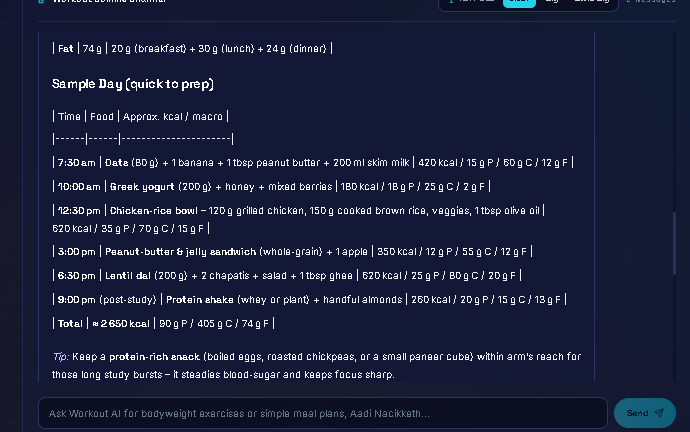 | Fat | 74 g | 20 g (breakfast) + 30 g (lunch) + 24 g (dinner) |
Sample Day (quick to prep)
| Time | Food | Approx. kcal / macro |
|------|------|----------------------|
| 7:30 am | Oats (80 g) + 1 banana + 1 tbsp peanut butter + 200 ml skim milk | 420 kcal / 15 g P / 60 g C / 12 g F |
| 10:00 am | Greek yogurt (200 g) + honey + mixed berries | 180 kcal / 18 g P / 25 g C / 2 g F |
| 12:30 pm | Chicken-rice bowl – 120 g grilled chicken, 150 g cooked brown rice, veggies, 1 tbsp olive oil |
620 kcal / 35 g P / 70 g C / 15 g F |
| 3:00 pm | Peanut-butter & jelly sandwich (whole-grain) + 1 apple | 350 kcal / 12 g P / 55 g C / 12 g F |
| 6:30 pm | Lentil dal (200 g) + 2 chapatis + salad + 1 tbsp ghee | 620 kcal / 25 g P / 80 g C / 20 g F |
| 9:00 pm (post-study) | Protein shake (whey or plant) + handful almonds | 260 kcal / 20 g P / 15 g C / 13 g F |
| Total | ≈ 2 650 kcal | 90 g P / 405 g C / 74 g F |
Tip: Keep a protein-rich snack (boiled eggs, roasted chickpeas, or a small paneer cube) within arm's reach for
those long study bursts – it steadies blood-sugar and keeps focus sharp.
Ask Workout AI for bodyweight exercises or simple meal plans, Aadi Nacikketh...
Send